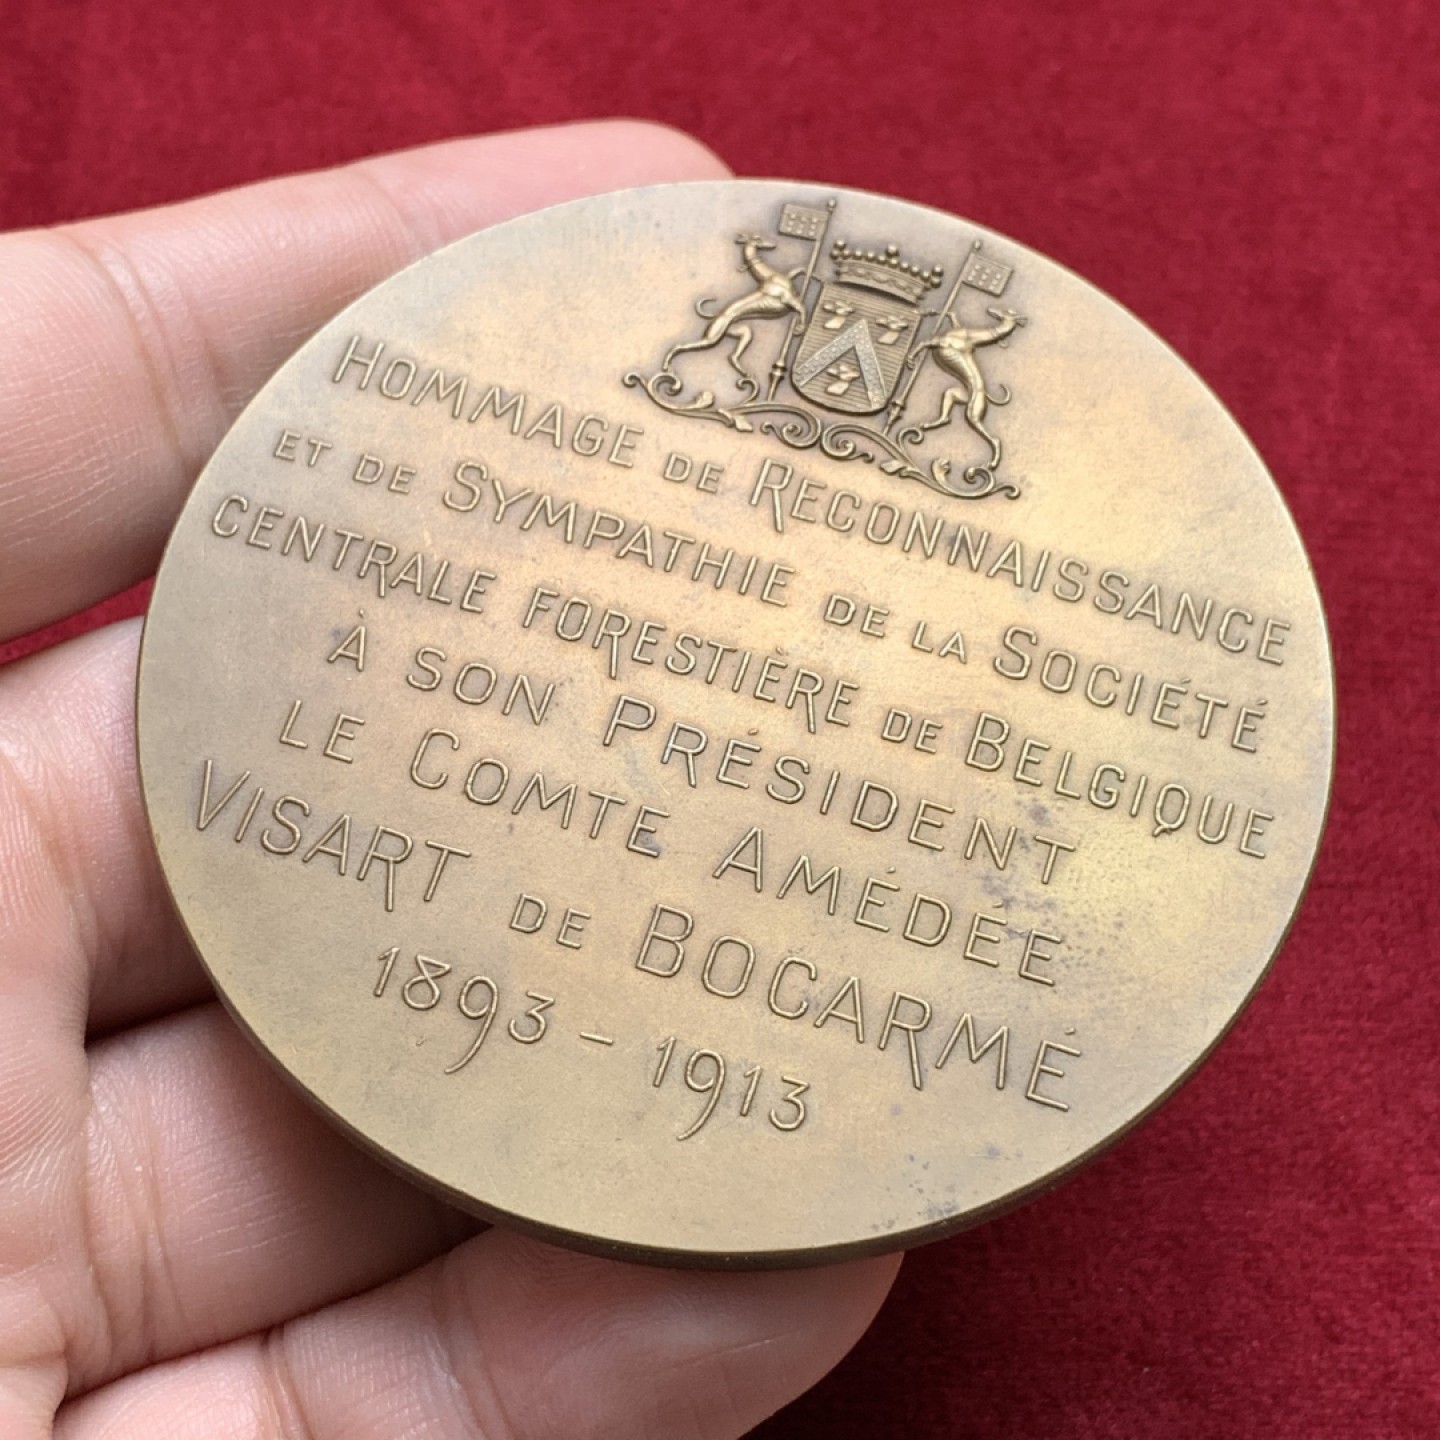 HOMMAGE DE RECONNAISSANCE
ET DE SYMPATHIE DE LA SOCIÉTÉ
CENTRALE FORESTIÈRE DE BELGIQUE
À SON PRÉSIDENT
LE COMTE AMÉDÉE
VISART DE BOCARMÉ
1893 – 1913